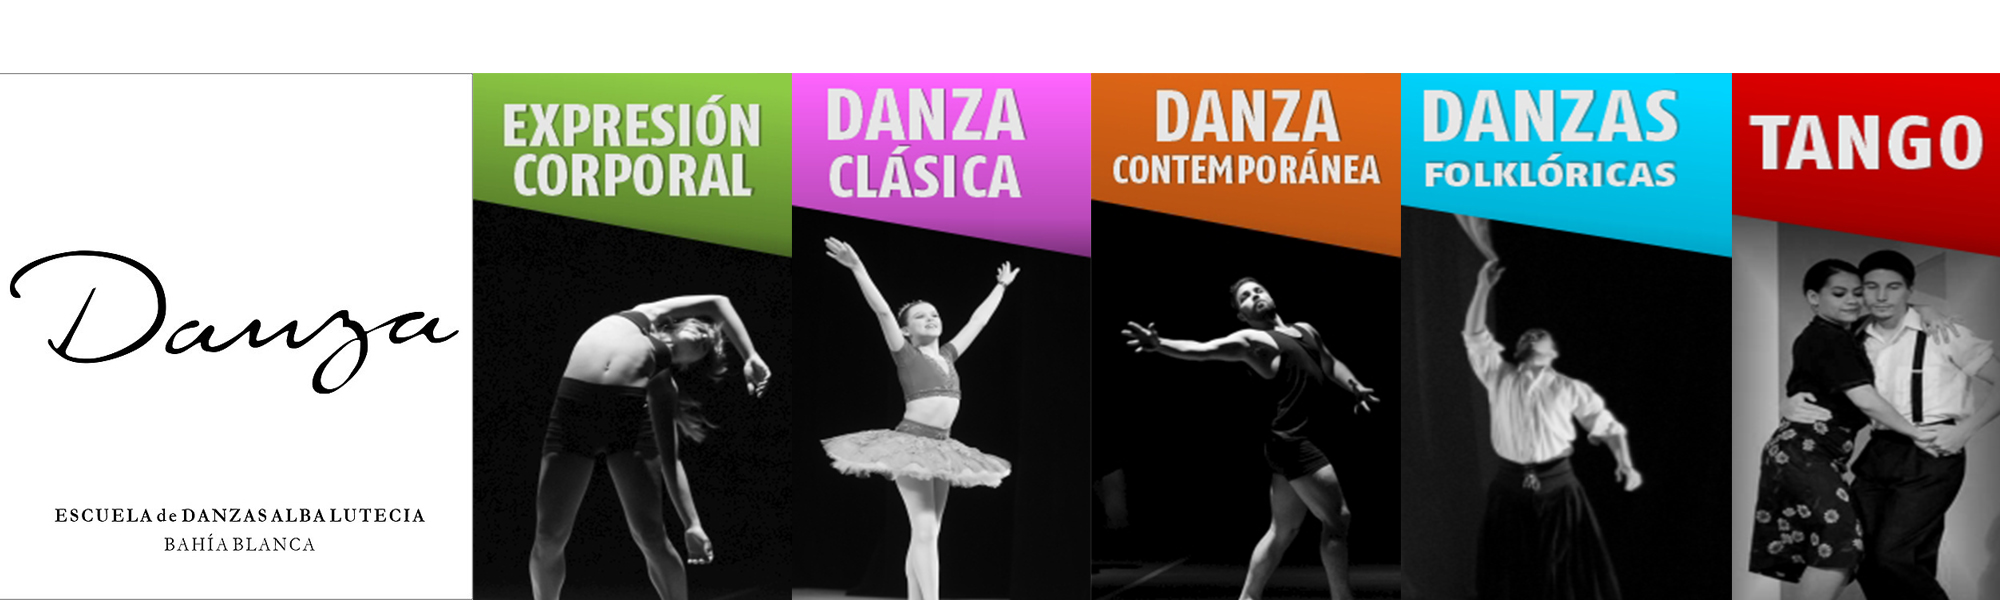 Danza
ESCUELA de DANZAS ALBA LUTECIA
BAHÍA BLANCA
EXPRESIÓN
CORPORAL
DANZA
CLÁSICA
DANZA
CONTEMPORÁNEA
DANZAS
FOLKLÓRICAS
TANGO